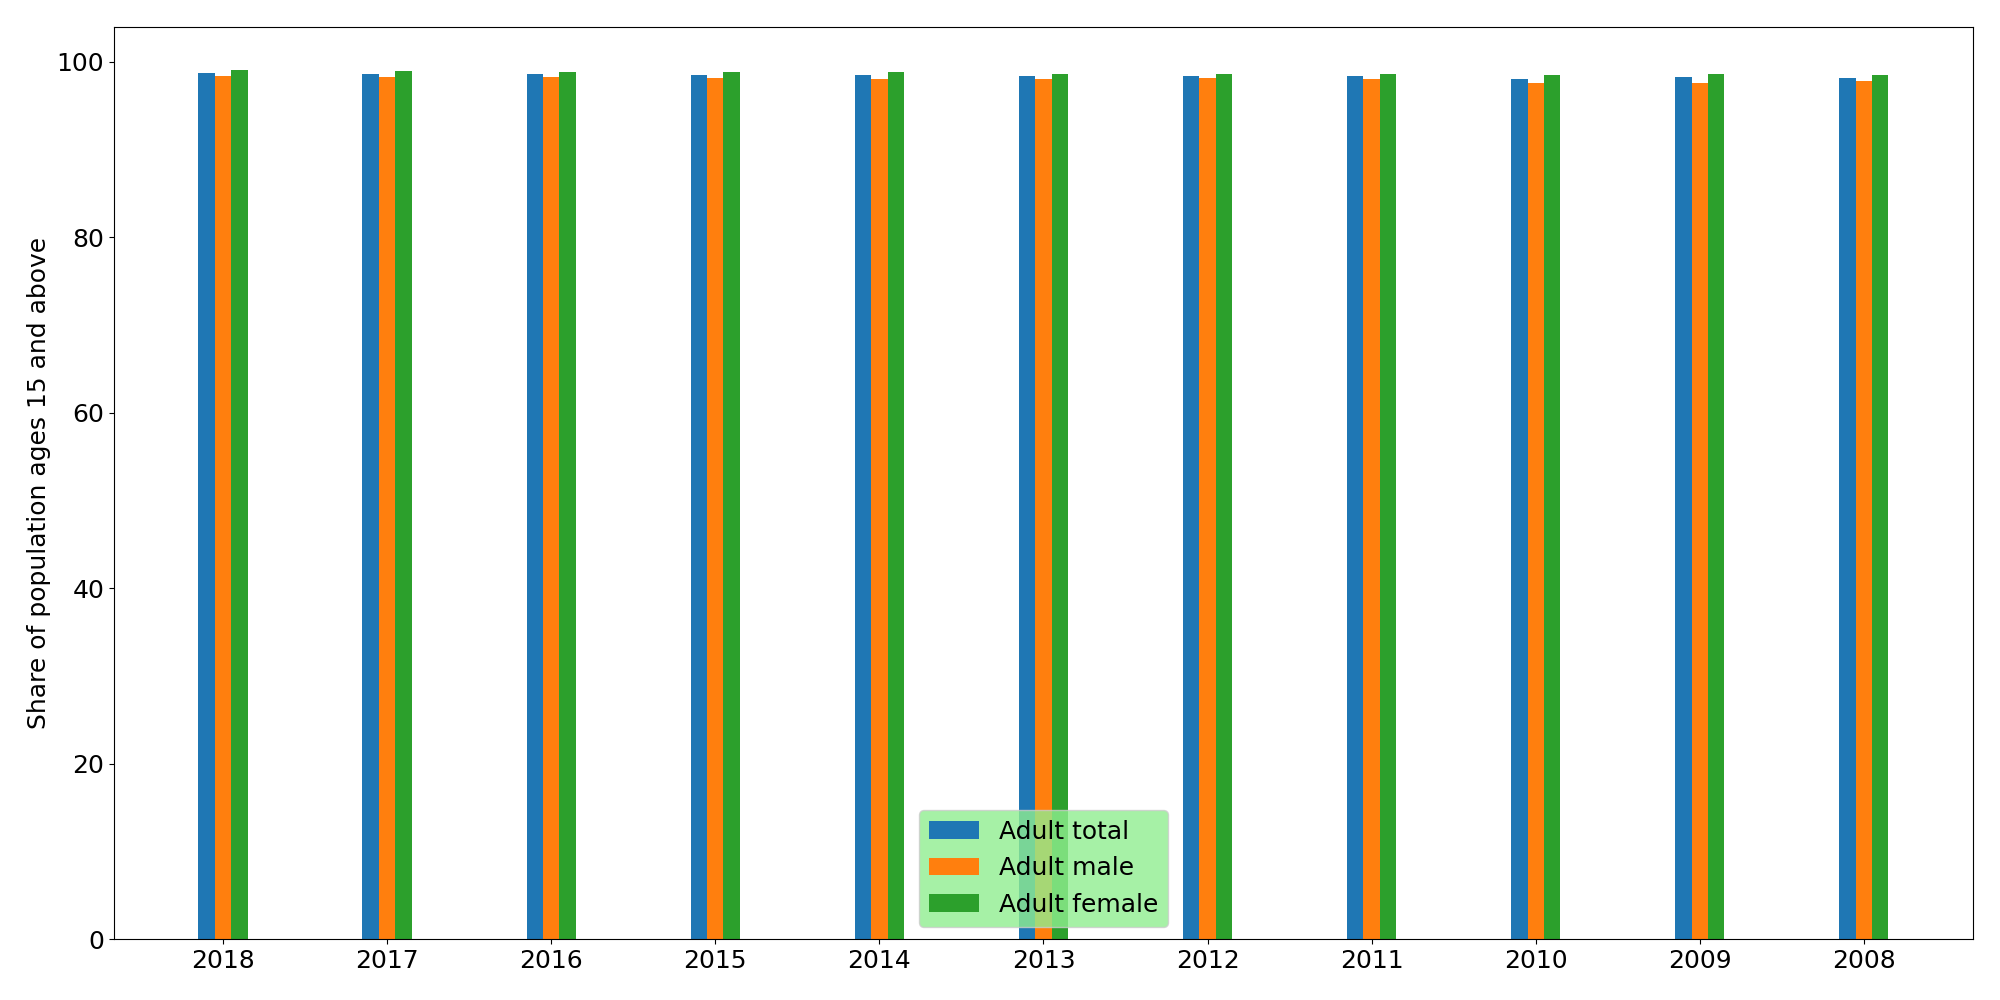 Share of population ages 15 and above
100
80
60
40
20
0
2018 2017 2016 2015 2014 2013 2012 2011 2010 2009 2008
Adult total
Adult male
Adult female